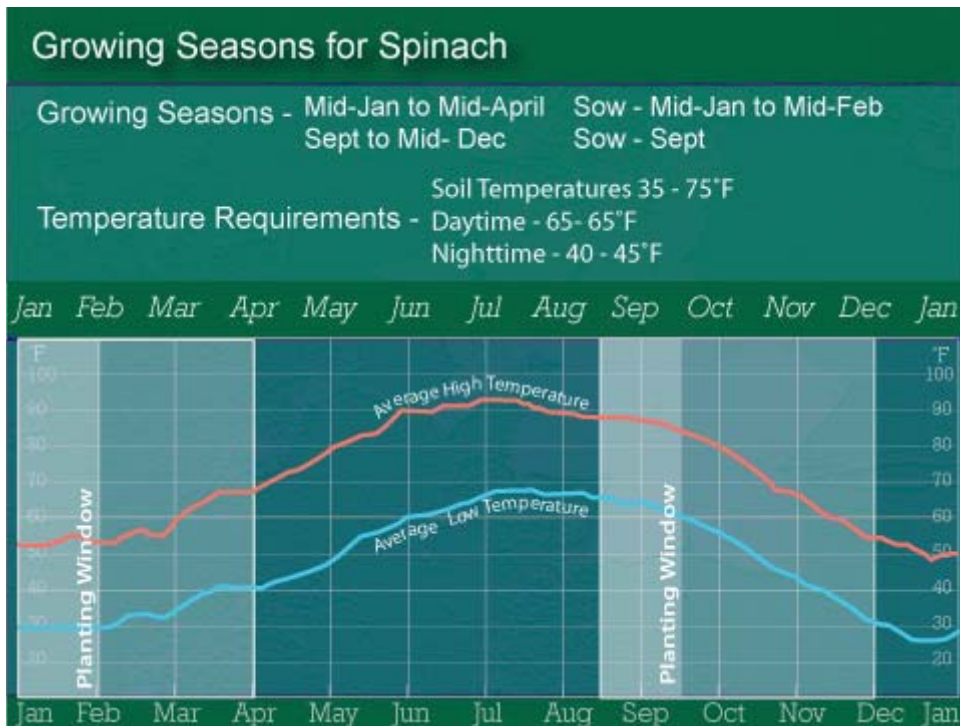 Growing Seasons for Spinach
Growing Seasons - Mid-Jan to Mid-April Sow - Mid-Jan to Mid-Feb
Sept to Mid- Dec Sow - Sept
Temperature Requirements - Soil Temperatures 35 - 75°F
Daytime - 65- 65°F
Nighttime - 40 - 45°F
Jan Feb Mar Apr May Jun Jul Aug Sep Oct Nov Dec Jan
°F °F
100 100
90 90
80 80
70 70
60 60
50 50
40 40
30 30
20 20
Average High Temperature
Average Low Temperature
Planting Window
Planting Window
Jan Feb Mar Apr May Jun Jul Aug Sep Oct Nov Dec Jan